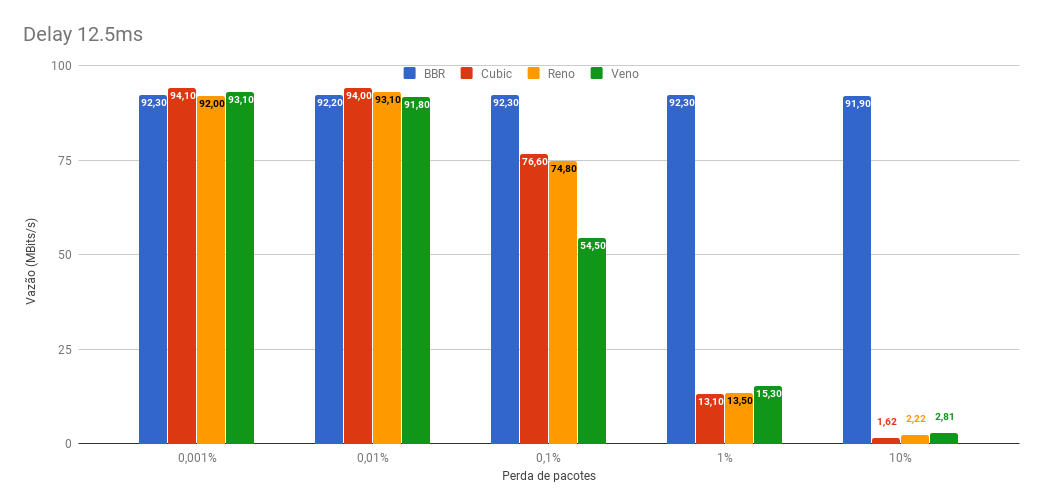 Delay 12.5ms
BBR Cubic Reno Veno
100
75
50
25
0
Vazão (MBits/s)
92,30 94,10 92,00 93,10
92,20 94,00 93,10 91,80
92,30 76,60 74,80 54,50
92,30 13,10 13,50 15,30
91,90 1,62 2,22 2,81
0,001% 0,01% 0,1% 1% 10%
Perda de pacotes